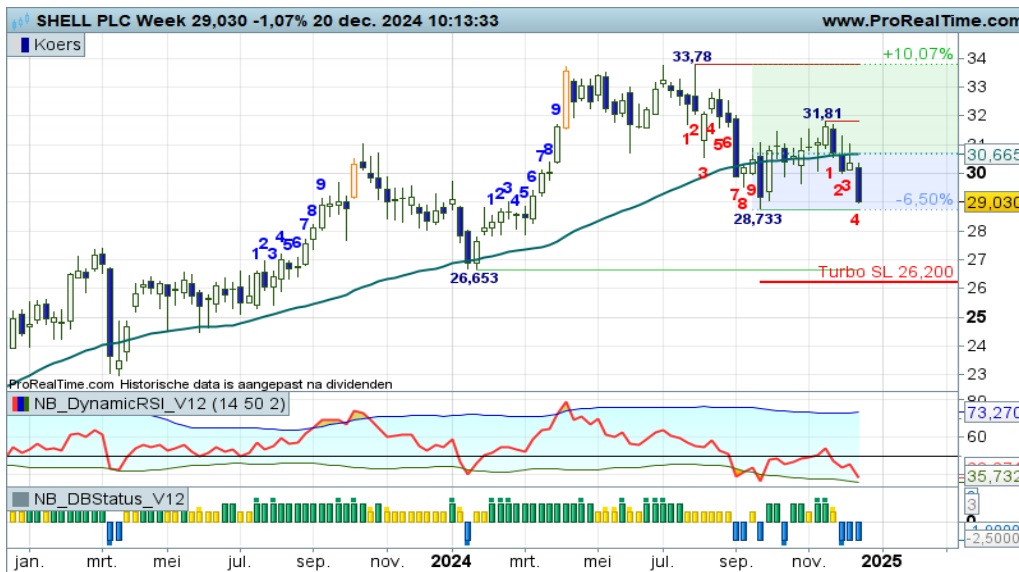 SHELL PLC Week 29,030 -1,07% 20 dec. 2024 10:13:33 www.ProRealTime.com
Koers
33,78
+10,07%
34
33
32
31,81
31
30,665
30
29,030
-6,50%
28,733
28
27
26,653
Turbo SL 26,200
26
25
24
23
1 2 3 4 5 6 7 8 9
1 2 3 4 5 6 7 8 9
1 2 3 4 5 6 7 8 9
1 2 3 4
ProRealTime.com Historische data is aangepast na dividenden
NB_DynamicRSI_V12 (14 50 2)
80
73,270
60
35,732
NB_DBStatus_V12
3
0
-2,5000
jan. mrt. mei jul. sep. nov. 2024 mrt. mei jul. sep. nov. 2025